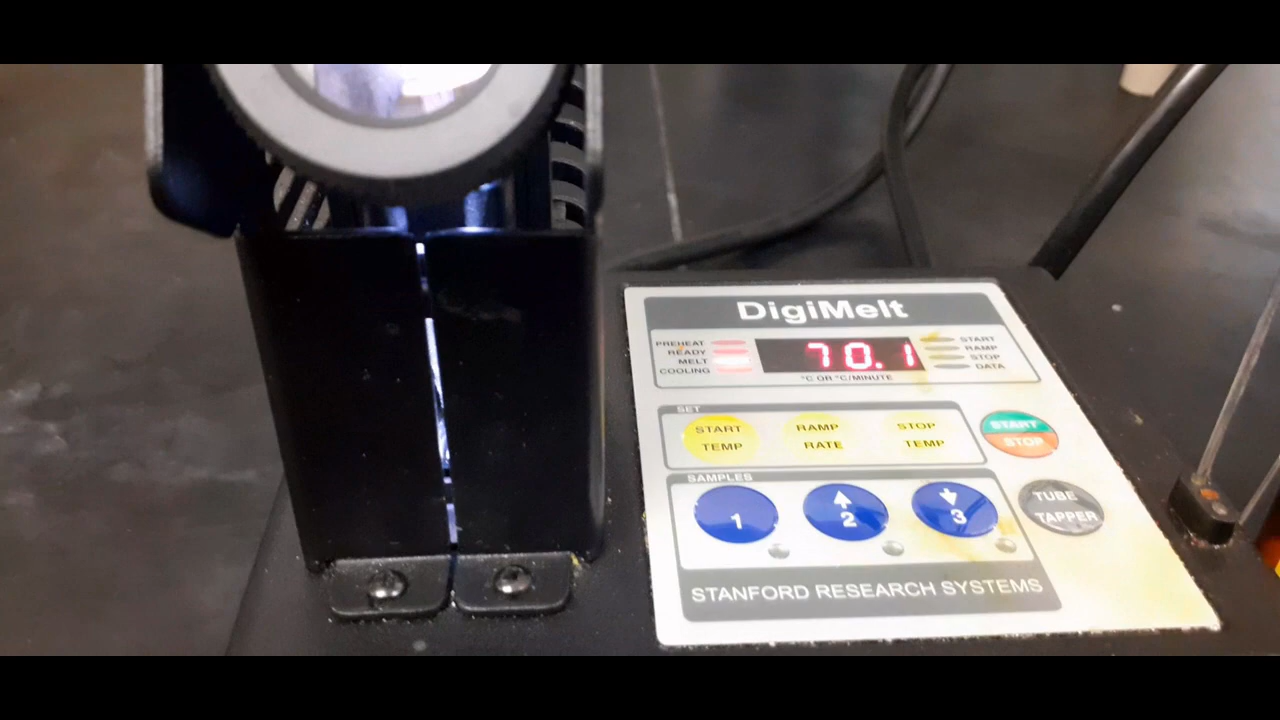 DigiMelt
PREHEAT
READY
MELT
COOLING
70.1
°C OR °C/MINUTE
START
RAMP
STOP
DATA
SET
START
TEMP
RAMP
RATE
STOP
TEMP
START
STOP
SAMPLES
1
2
3
TUBE
TAPPER
STANFORD RESEARCH SYSTEMS